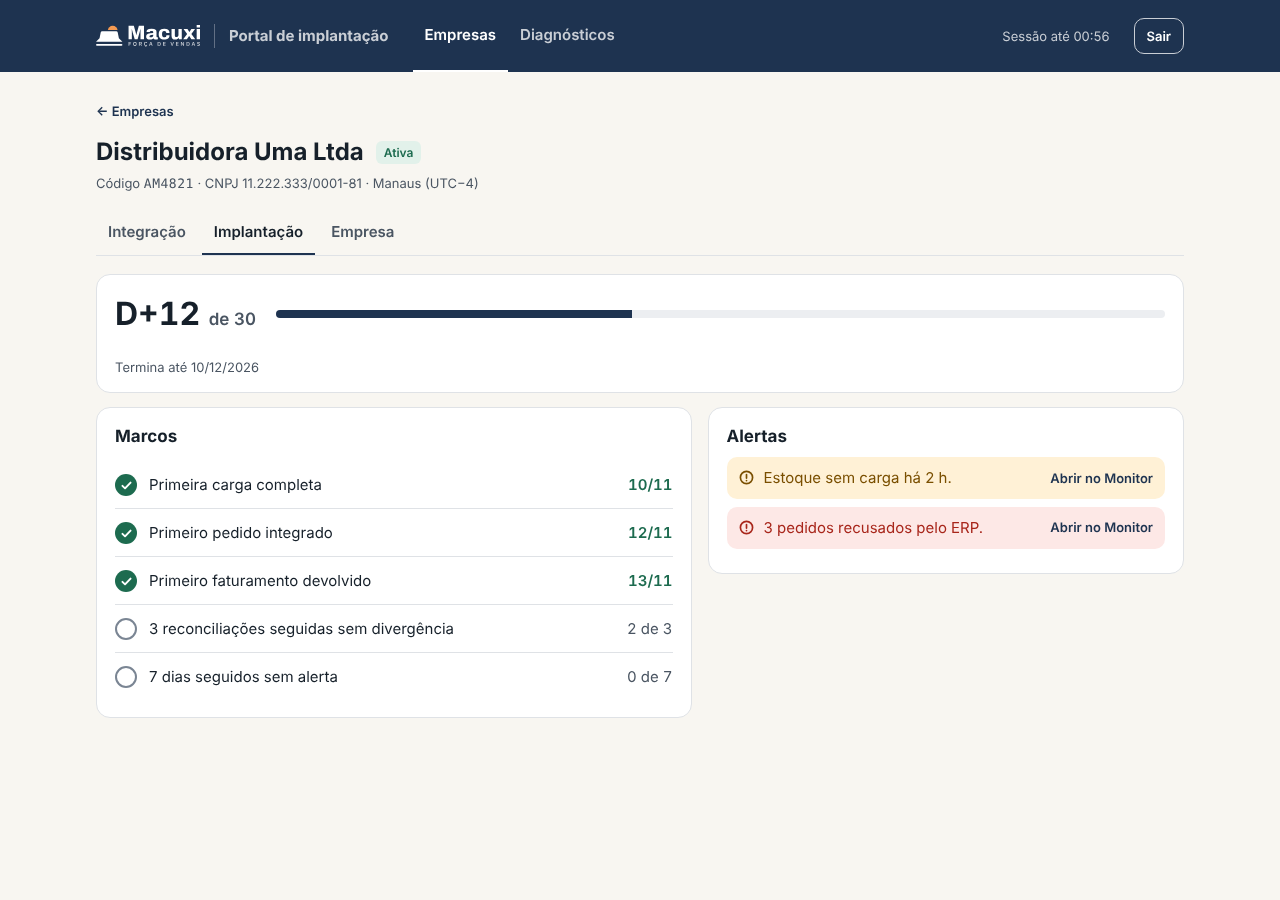 Macuxi
FORÇA DE VENDAS
Portal de implantação
Empresas
Diagnósticos
Sessão até 00:56
Sair
← Empresas
Distribuidora Uma Ltda
Ativa
Código AM4821 · CNPJ 11.222.333/0001-81 · Manaus (UTC−4)
Integração
Implantação
Empresa
D+12 de 30
Termina até 10/12/2026
Marcos
Primeira carga completa 10/11
Primeiro pedido integrado 12/11
Primeiro faturamento devolvido 13/11
3 reconciliações seguidas sem divergência 2 de 3
7 dias seguidos sem alerta 0 de 7
Alertas
Estoque sem carga há 2 h. Abrir no Monitor
3 pedidos recusados pelo ERP. Abrir no Monitor